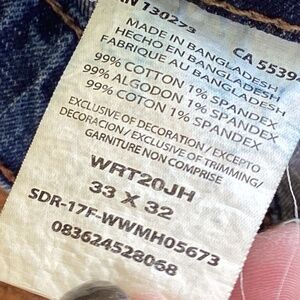 130273
CA 5539
MADE IN BANGLADESH
HECHO EN BANGLADESH
FABRIQUE AU BANGLADESH
99% COTTON 1% SPANDEX
99% ALGODON 1% SPANDEX
99% COTON 1% SPANDEX
EXCLUSIVE OF DECORATION / EXCEPTO
DECORACION / EXCLUSIVE OF TRIMMING/
GARNITURE NON COMPRISE
WRT20JH
33 X 32
SDR-17F-WWMH05673
083624528068